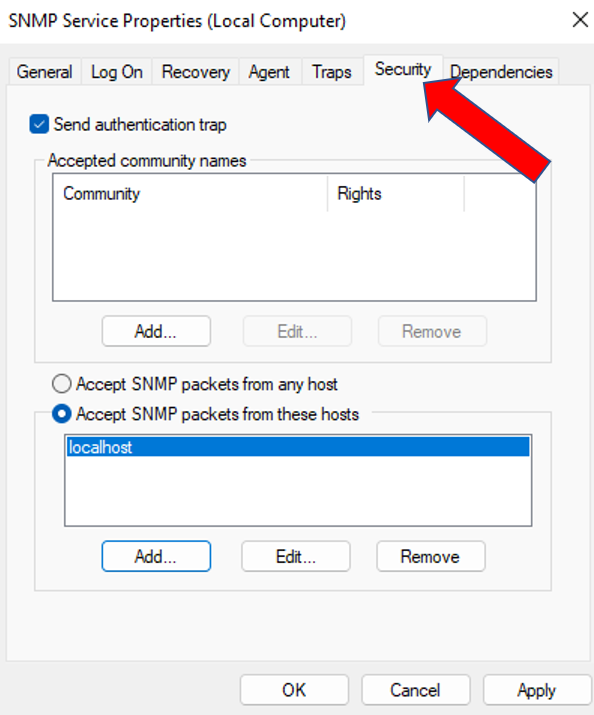 SNMP Service Properties (Local Computer)
General Log On Recovery Agent Traps Security Dependencies
Send authentication trap
Accepted community names
Community Rights
Add... Edit... Remove
Accept SNMP packets from any host
Accept SNMP packets from these hosts
localhost
Add... Edit... Remove
OK Cancel Apply